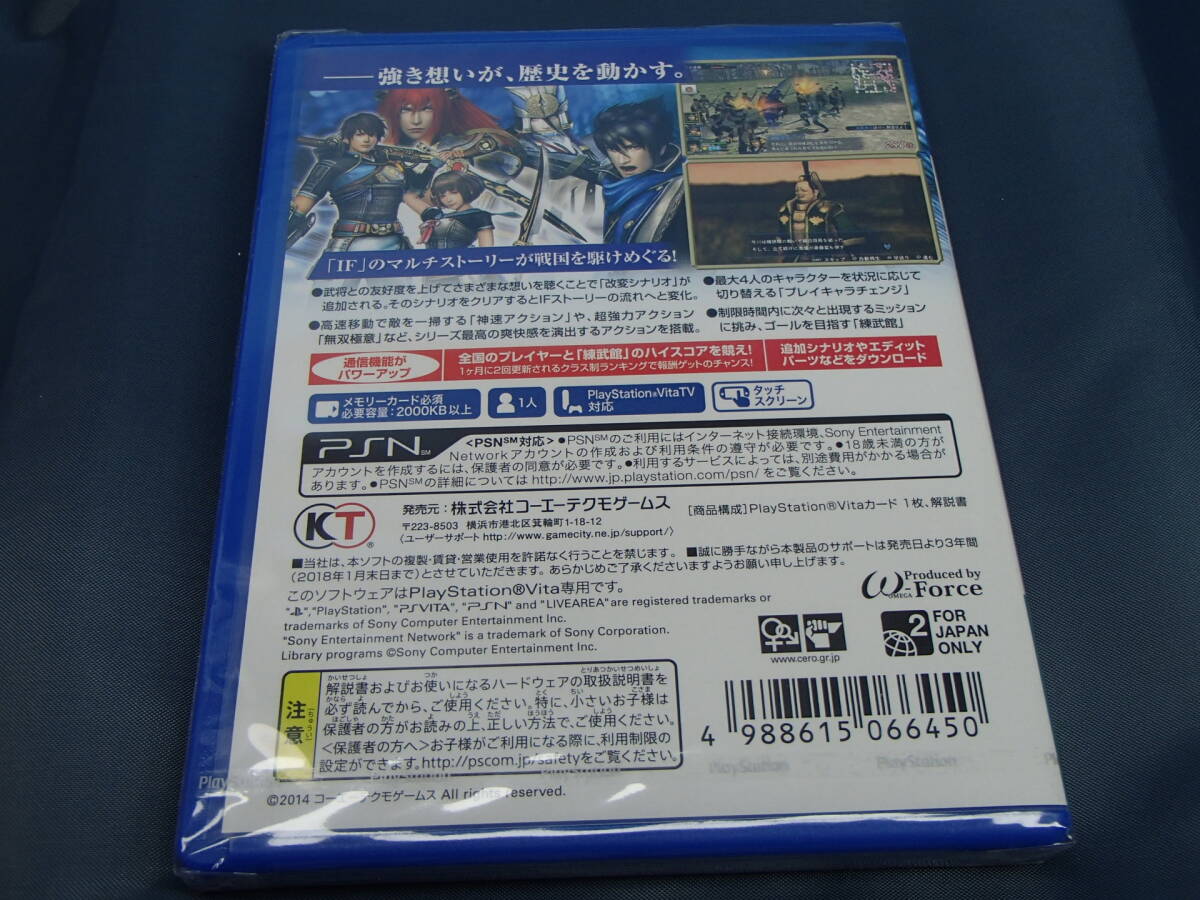 ――強き想いが、歴史を動かす。
「IF」のマルチストーリーが戦国を駆けめぐる!
●武将との友好度を上げてさまざまな想いを聴くことで「改変シナリオ」が
追加される。そのシナリオをクリアするとIFストーリーの流れへと変化。
●高速移動で敵を一掃する「神速アクション」や、超強力アクション
「無双極意」など、シリーズ最高の爽快感を演出するアクションを搭載。
●最大4人のキャラクターを状況に応じて
切り替える「プレイキャラチェンジ」
●制限時間内に次々と出現するミッション
に挑み、ゴールを目指す「練武館」
通信機能が
パワーアップ
全国のプレイヤーと「練武館」のハイスコアを競え!
1ヶ月に2回更新されるクラス制ランキングで報酬ゲットのチャンス!
追加シナリオやエディット
パーツなどをダウンロード
メモリーカード必須
必要容量:2000KB以上
1人
PlayStation®VitaTV
対応
タッチ
スクリーン
PSN℠
<PSN℠対応> ●PSN℠のご利用にはインターネット接続環境、Sony Entertainment
Network アカウントの作成および利用条件の遵守が必要です。●18歳未満の方が
アカウントを作成するには、保護者の同意が必要です。●利用するサービスによっては、別途費用がかかる場合が
あります。●PSN℠の詳細については http://www.jp.playstation.com/psn/ をご覧ください。
KT®
発売元:株式会社コーエーテクモゲームス
〒223-8503 横浜市港北区箕輪町1-18-12
〈ユーザーサポート http://www.gamecity.ne.jp/support/〉
[商品構成]PlayStation®Vitaカード 1枚、解説書
■当社は、本ソフトの複製・賃貸・営業使用を許諾なく行うことを禁じます。 ■誠に勝手ながら本製品のサポートは発売日より3年間
(2018年1月末日まで)とさせていただきます。あらかじめご了承くださいますようお願い申し上げます。
このソフトウェアはPlayStation®Vita専用です。
"PS","PlayStation", "PSVITA", "PSN" and "LIVEAREA" are registered trademarks or
trademarks of Sony Computer Entertainment Inc.
"Sony Entertainment Network" is a trademark of Sony Corporation.
Library programs ©Sony Computer Entertainment Inc.
Produced by
ω-Force
OMEGA
www.cero.gr.jp
2
FOR
JAPAN
ONLY
注意
[ちゅうい]
解説書およびお使いになるハードウェアの取扱説明書を
必ず読んでから、ご使用ください。特に、小さいお子様は
保護者の方がお読みの上、正しい方法で、ご使用ください。
<保護者の方へ>お子様がご利用になる際に、利用制限の
設定ができます。http://pscom.jp/safetyをご覧ください。
4 988615 066450
PlayStation PlayStation PlayStation PlayStation PlayStation
©2014 コーエーテクモゲームス All rights reserved.